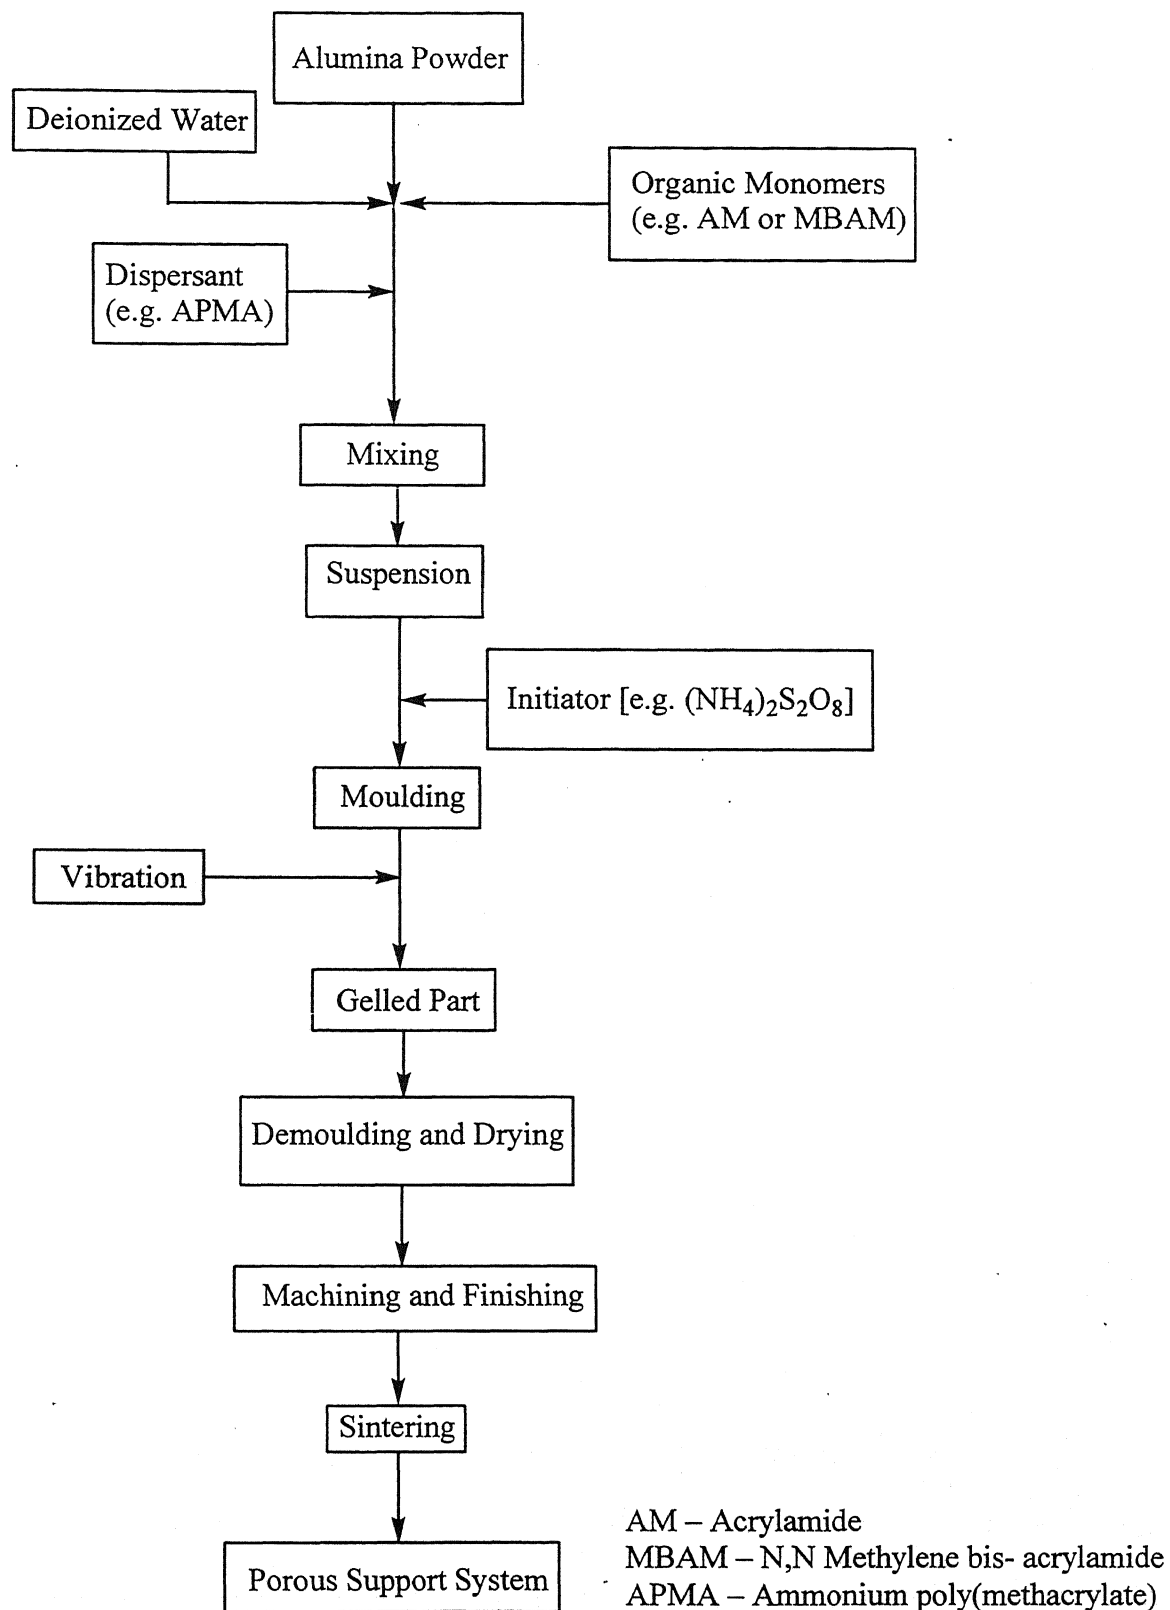 Alumina Powder
Deionized Water
Organic Monomers
(e.g. AM or MBAM)
Dispersant
(e.g. APMA)
Mixing
Suspension
Initiator [e.g. (NH4)2S2O8]
Moulding
Vibration
Gelled Part
Demoulding and Drying
Machining and Finishing
Sintering
Porous Support System
AM – Acrylamide
MBAM – N,N Methylene bis- acrylamide
APMA – Ammonium poly(methacrylate)